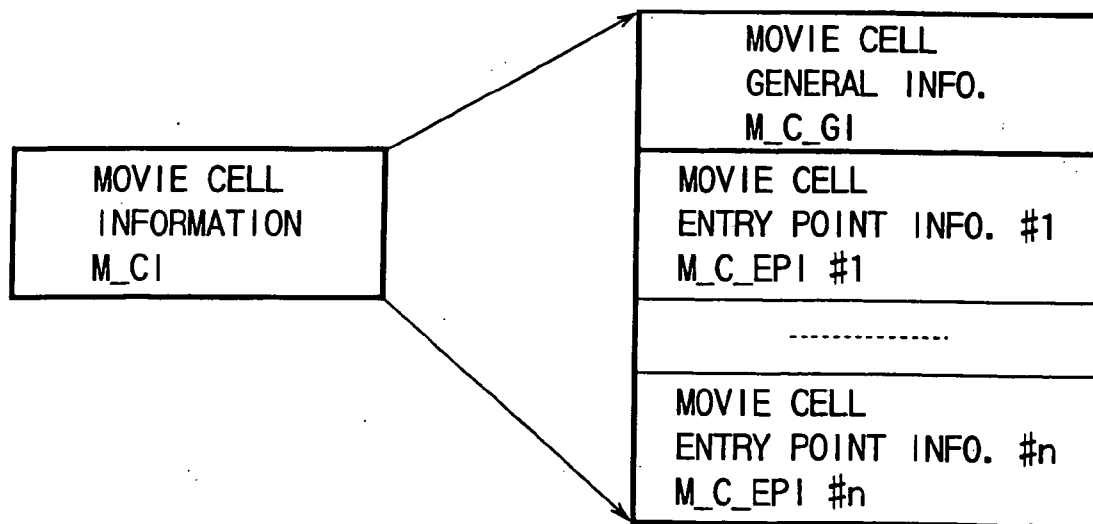 MOVIE CELL
INFORMATION
M_CI
MOVIE CELL
GENERAL INFO.
M_C_GI
MOVIE CELL
ENTRY POINT INFO. #1
M_C_EPI #1
MOVIE CELL
ENTRY POINT INFO. #n
M_C_EPI #n